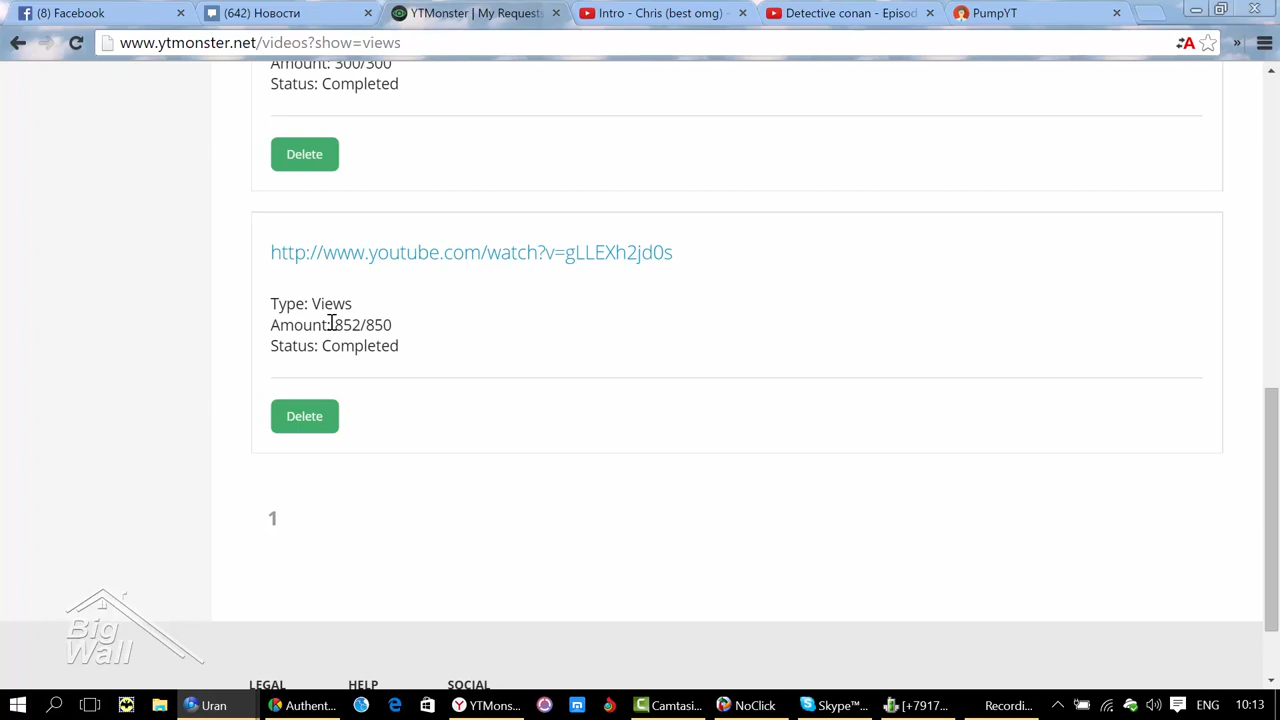 (8) Facebook
(642) Новости
YTMonster | My Requests
Intro - Chris (best omg) -
Detective conan - Episod
PumpYT
www.ytmonster.net/videos?show=views
A
»
Amount: 300/300
Status: Completed
Delete
http://www.youtube.com/watch?v=gLLEXh2jd0s
Type: Views
Amount: 852/850
Status: Completed
Delete
1
Big
Wall
LEGAL
HELP
SOCIAL
Uran
Authent...
YTMons...
Camtasi...
NoClick
Skype™...
[+7917...
Recordi...
ENG
10:13